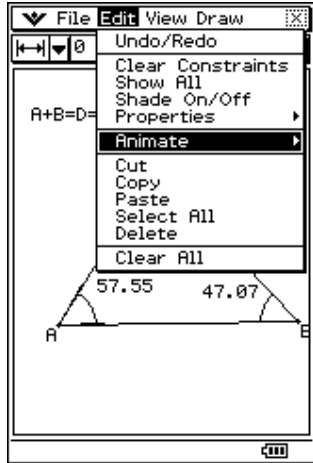 File Edit View Draw
0 Undo/Redo
Clear Constraints
Show All
Shade On/Off
A+B=D= Properties
Animate
Cut
Copy
Paste
Select All
Delete
Clear All
57.55 47.07
A B